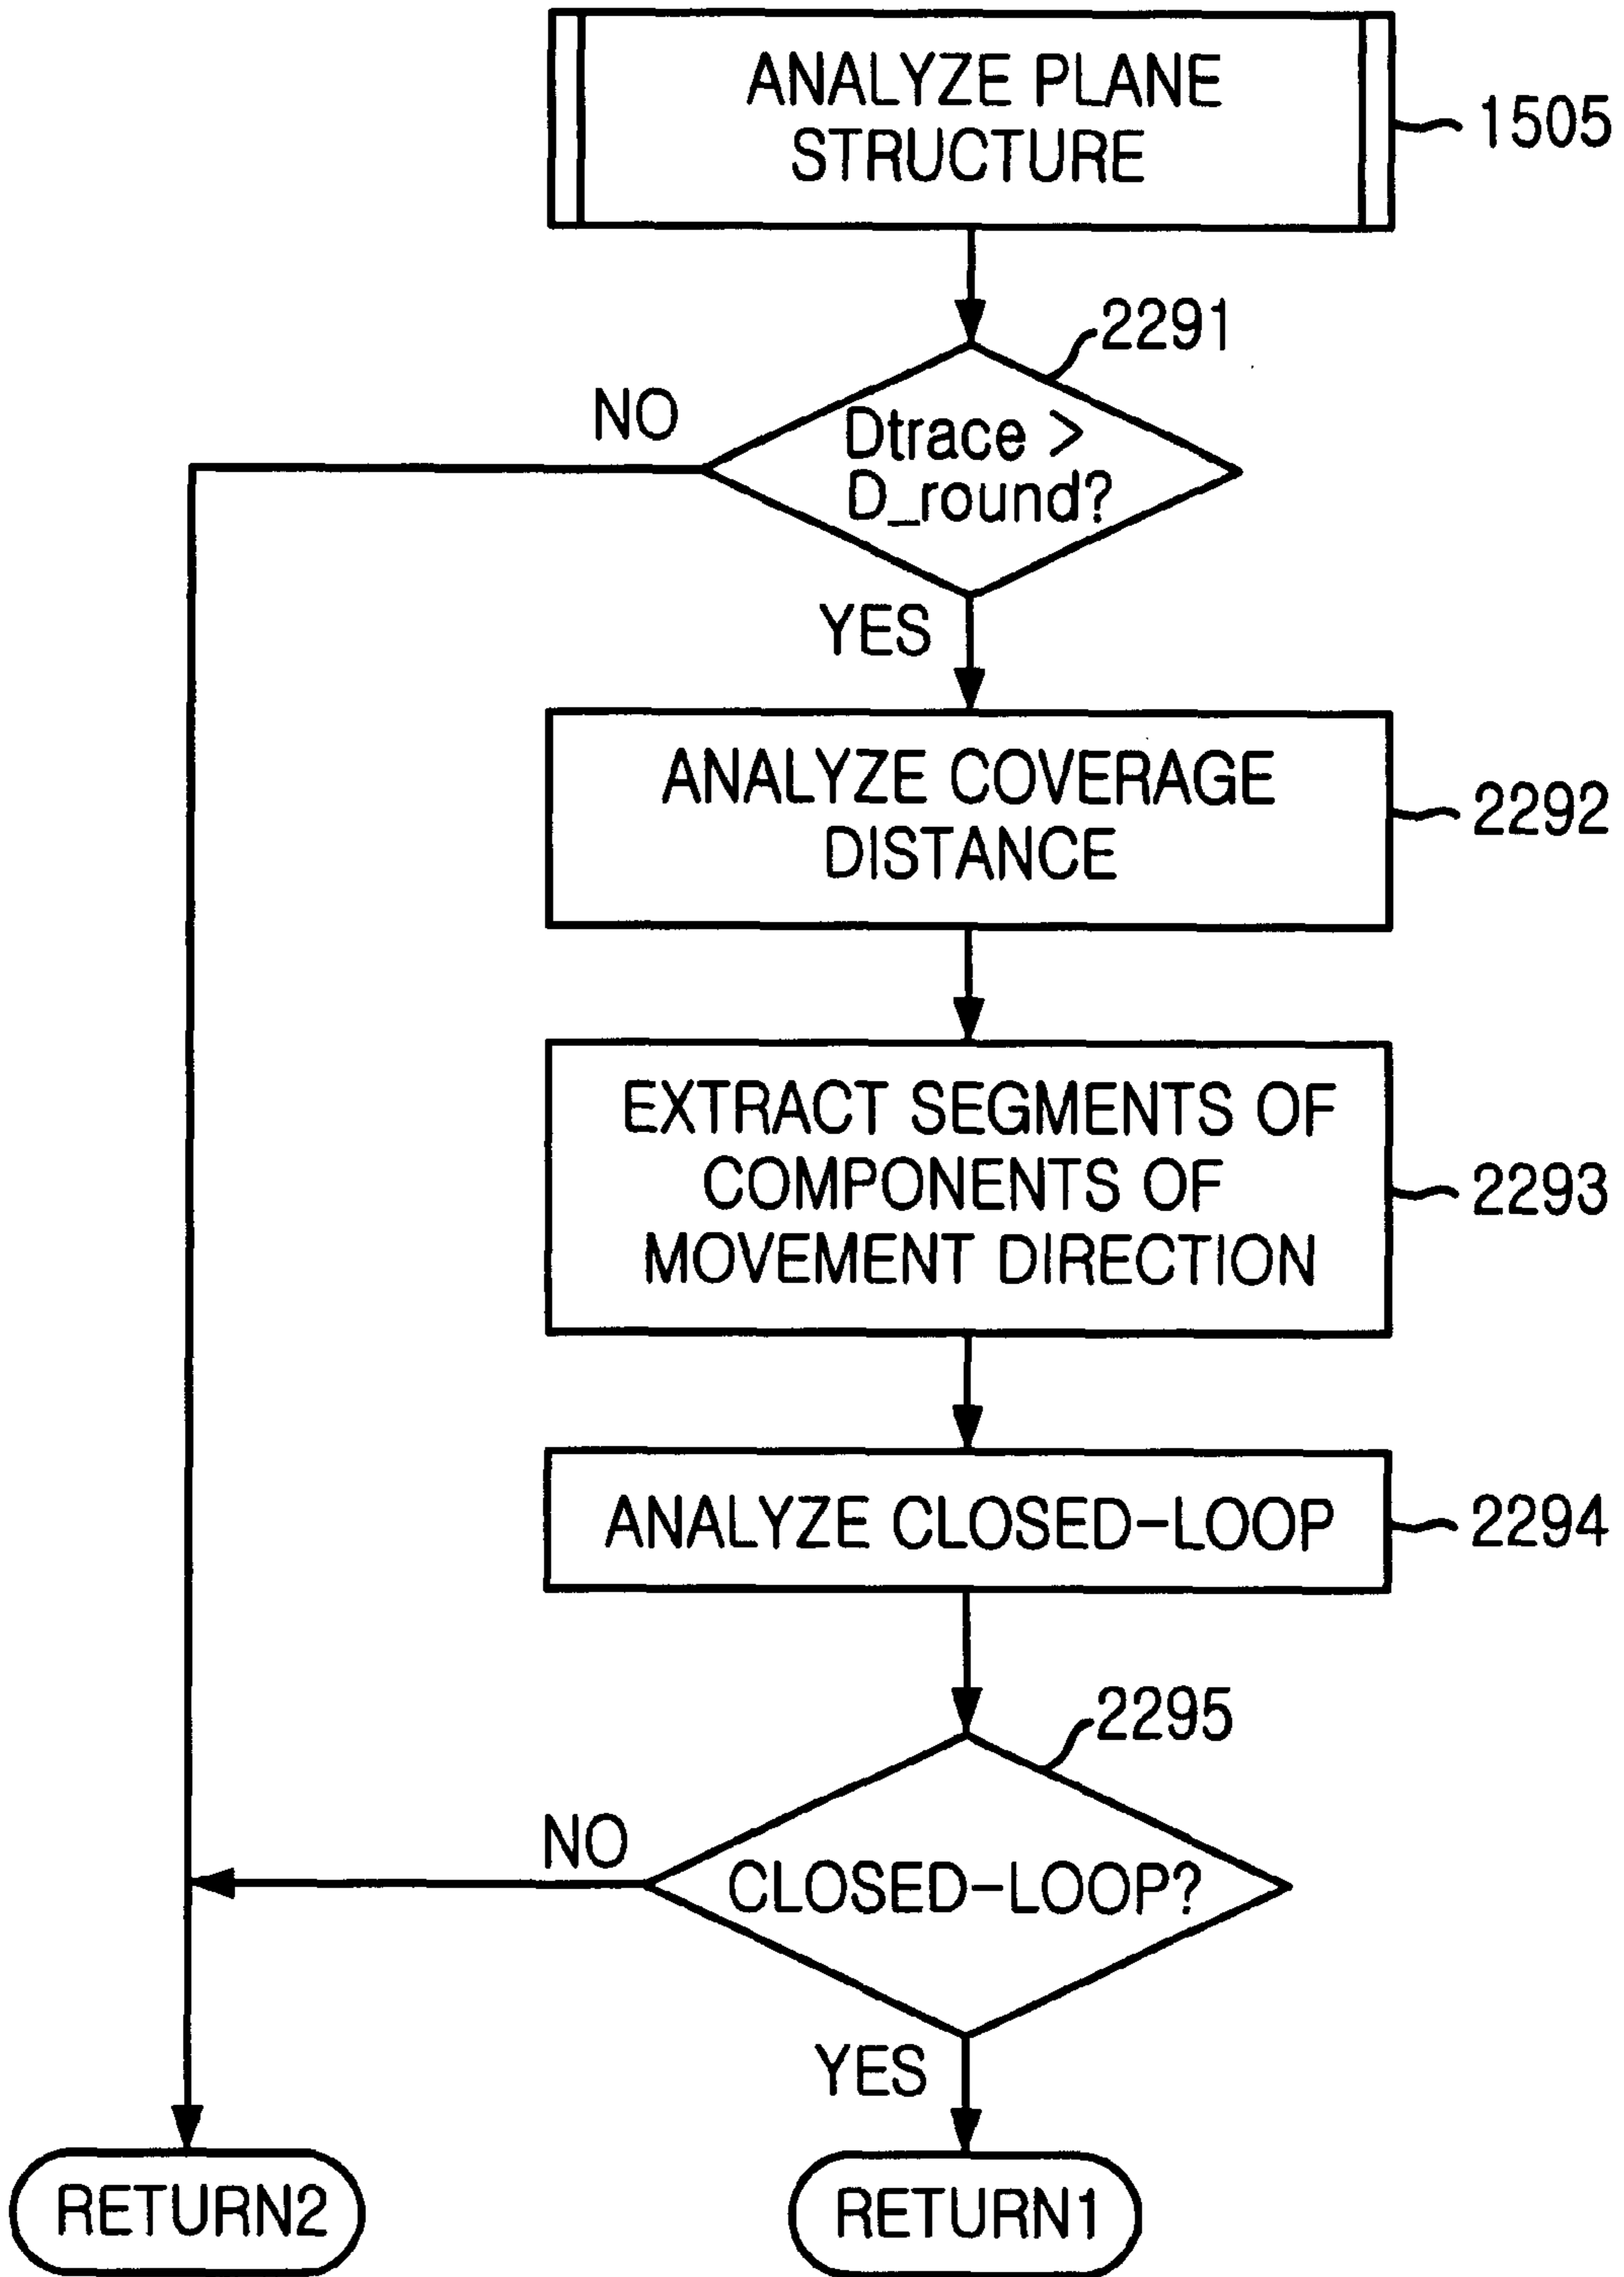 ANALYZE PLANE
STRUCTURE
1505
2291
NO
Dtrace >
D_round?
YES
ANALYZE COVERAGE
DISTANCE
2292
EXTRACT SEGMENTS OF
COMPONENTS OF
MOVEMENT DIRECTION
2293
ANALYZE CLOSED-LOOP
2294
2295
NO
CLOSED-LOOP?
YES
RETURN2
RETURN1